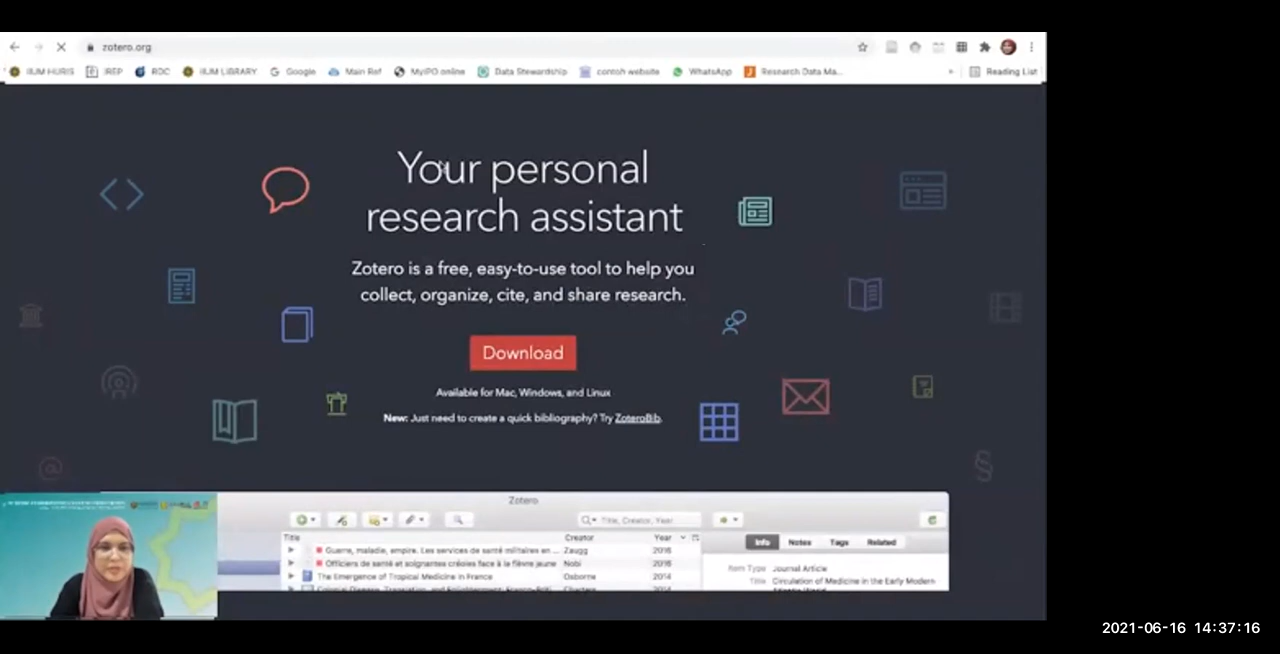 zotero.org
IIUM HURIS IREP RDC IIUM LIBRARY Google Main Ref MyIPO online Data Stewardship contoh website WhatsApp Research Data Ma... » Reading List
Your personal
research assistant
Zotero is a free, easy-to-use tool to help you
collect, organize, cite, and share research.
Download
Available for Mac, Windows, and Linux
New: Just need to create a quick bibliography? Try ZoteroBib.
Zotero
Title, Creator, Year
Title Creator Year
Guerre, maladie, empire. Les services de santé militaires en ... Zaugg 2016
Officiers de santé et soignantes créoles face à la fièvre jaune Nobi 2016
The Emergence of Tropical Medicine in France Osborne 2014
Info Notes Tags Related
Item Type Journal Article
Title Circulation of Medicine in the Early Modern
2021-06-16 14:37:16